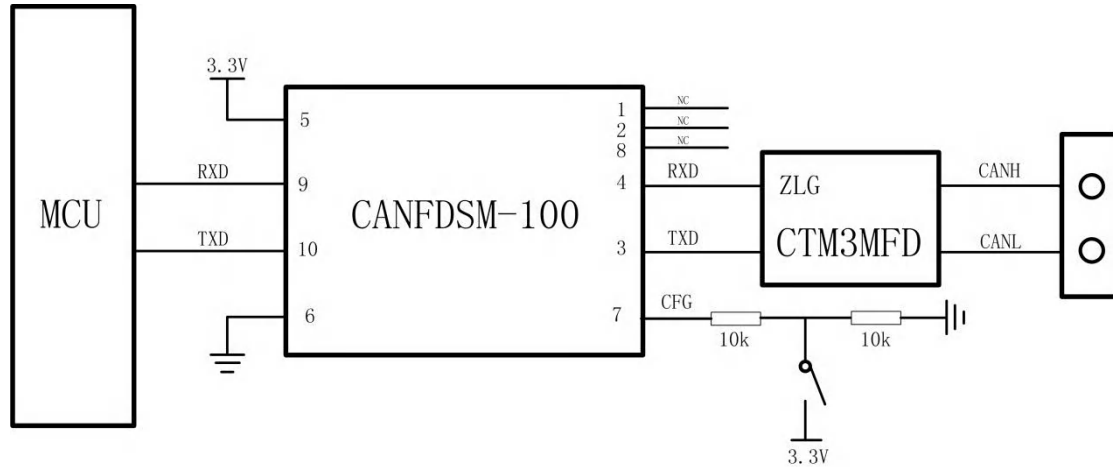 3.3V
NC
1
5
NC
2
NC
8
RXD
9
4
RXD
ZLG
CANH
MCU
CANFDSM-100
TXD
10
3
TXD
CTM3MFD
CANL
6
7
CFG
10k
10k
3.3V